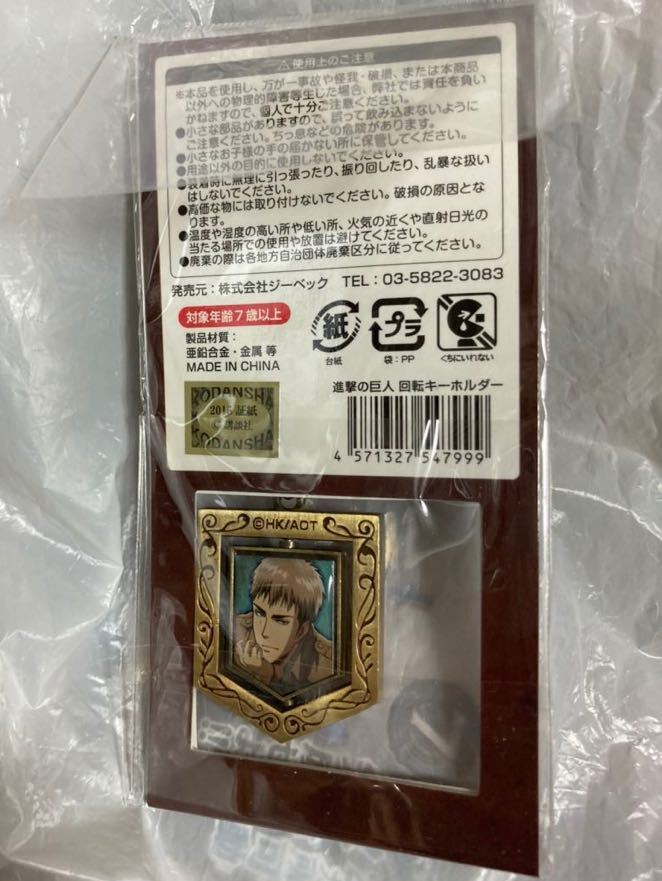 ⚠使用上のご注意
※本品を使用し、万が一事故や怪我・破損、または本商品
以外への物理的障害等生じた場合、弊社では責任を負い
かねますので、個人で十分ご注意ください。
●小さな部品がありますので、誤って飲み込まないように
ご注意ください。ちっ息などの危険があります。
●小さなお子様の手の届かない所に保管してください。
●用途以外の目的に使用しないでください。
●装着時に無理に引っ張ったり、振り回したり、乱暴な扱い
はしないでください。
●高価な物には取り付けないでください。破損の原因とな
ります。
●温度や湿度の高い所や低い所、火気の近くや直射日光の
当たる場所での使用や放置は避けてください。
●廃棄の際は各地方自治団体廃棄区分に従ってください。
発売元：株式会社ジーベック TEL：03-5822-3083
対象年齢7歳以上
製品材質：
亜鉛合金・金属 等
MADE IN CHINA
紙
台紙
プラ
袋：PP
くちにいれない
進撃の巨人 回転キーホルダー
4 571327 547999
KODANSHA
証紙
©講談社
KODANSHA
©HK/AOT